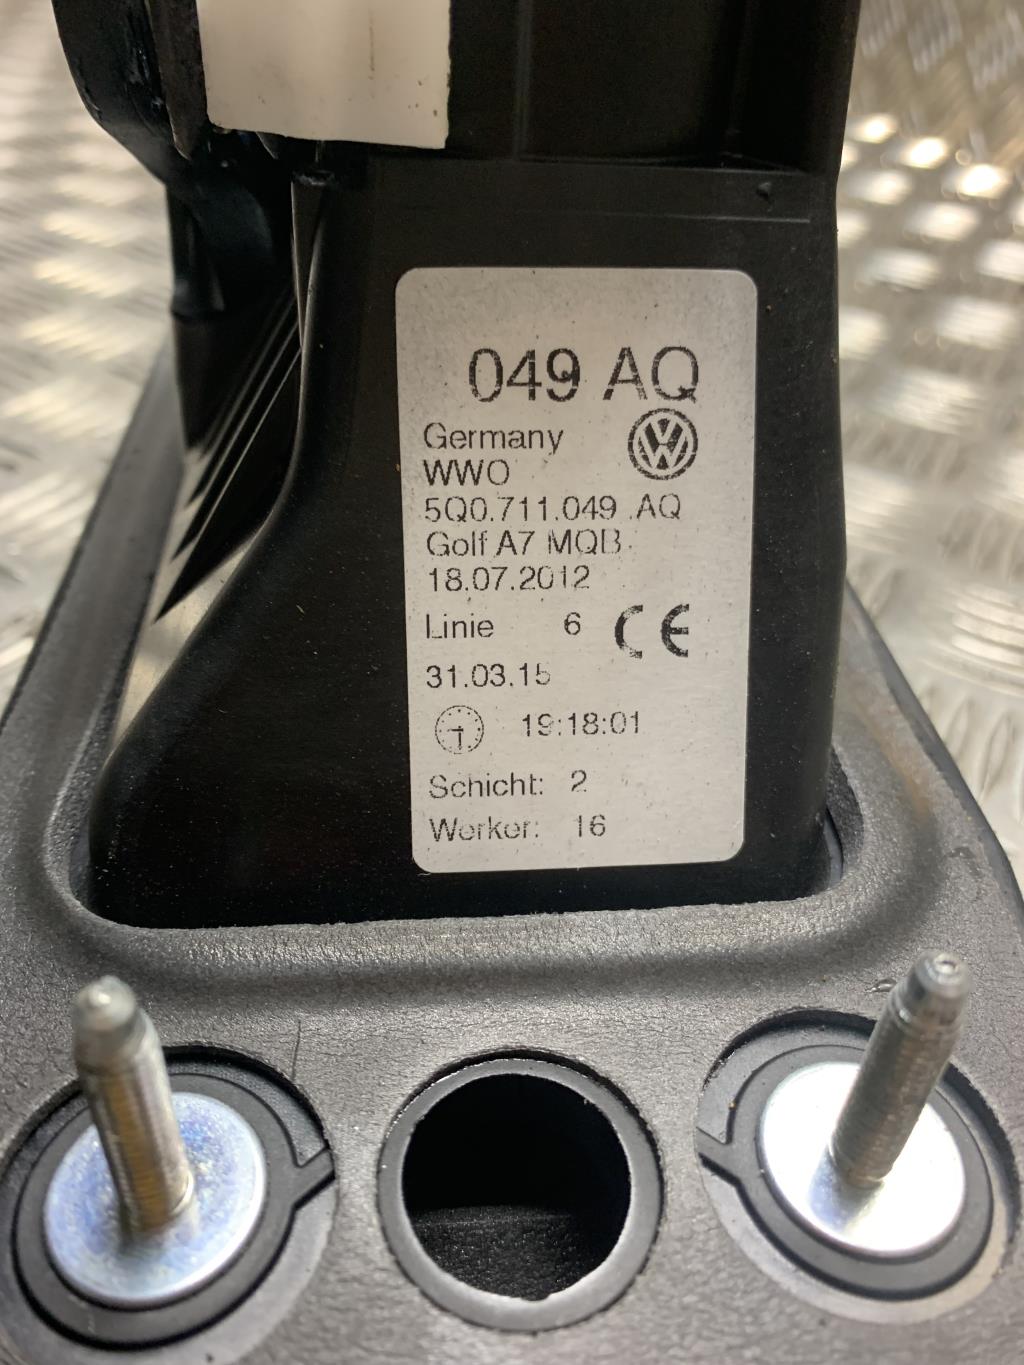 049 AQ
Germany
WWO
5Q0.711.049 .AQ
Golf A7 MQB.
18.07.2012
Linie 6 CE
31.03.15
19:18:01
Schicht: 2
Werker: 16